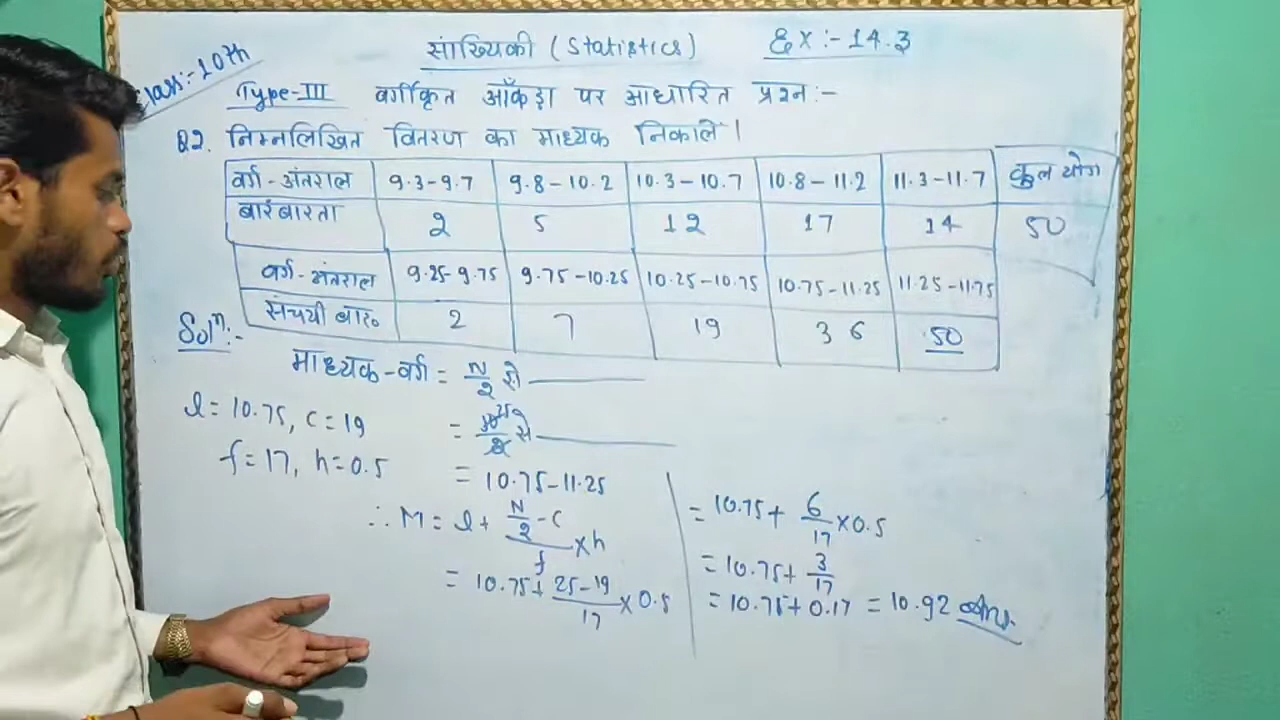 सांख्यिकी (Statistics) Ex:- 14.3
Class:- 10th
Type-III वर्गीकृत आँकड़ा पर आधारित प्रश्न:-
Q2. निम्नलिखित वितरण का माध्यक निकालें।
वर्ग-अंतराल 9.3-9.7 9.8-10.2 10.3-10.7 10.8-11.2 11.3-11.7 कुल योग
बारंबारता 2 5 12 17 14 50
वर्ग-अंतराल 9.25-9.75 9.75-10.25 10.25-10.75 10.75-11.25 11.25-11.75
संचयी बार० 2 7 19 36 50
Solⁿ:-
माध्यक-वर्ग = N/2 से
l = 10.75, c = 19
= 50/2 से
f = 17, h = 0.5
= 10.75-11.25
∴ M = l + (N/2 - c)/f × h
= 10.75 + (25-19)/17 × 0.5
= 10.75 + 6/17 × 0.5
= 10.75 + 3/17
= 10.75 + 0.17 = 10.92 Ans.